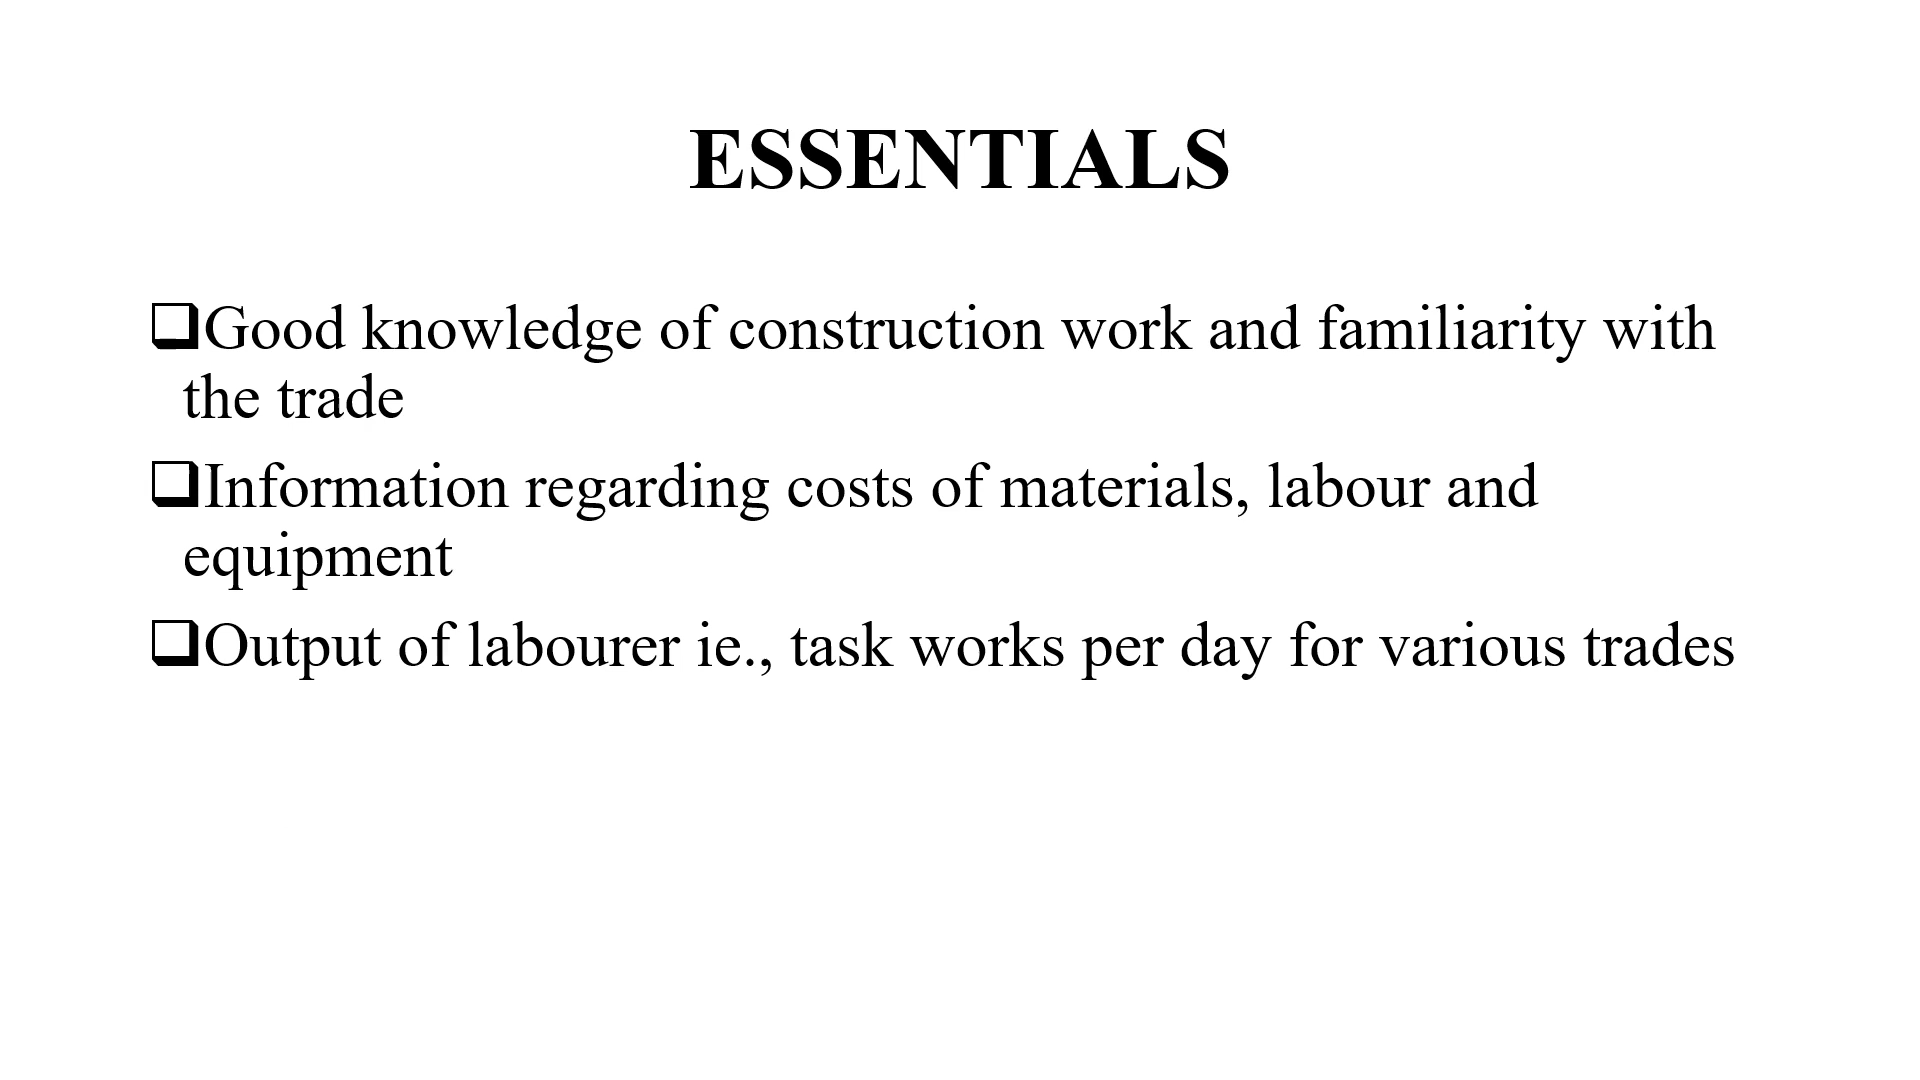 ESSENTIALS
❑Good knowledge of construction work and familiarity with
the trade
❑Information regarding costs of materials, labour and
equipment
❑Output of labourer ie., task works per day for various trades